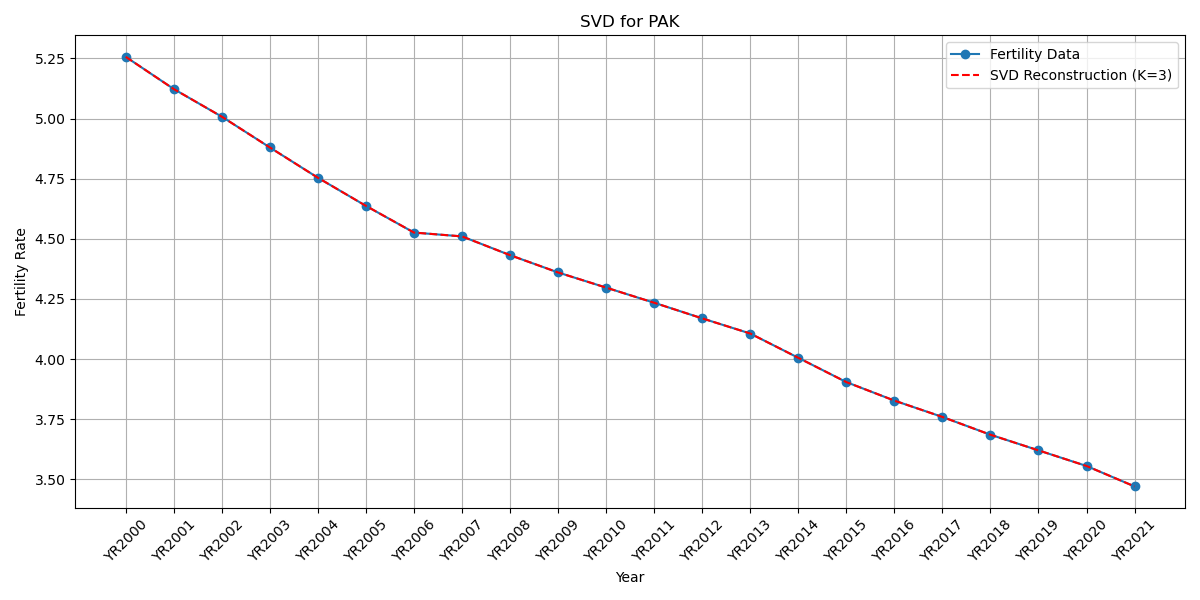 SVD for PAK
Fertility Data
SVD Reconstruction (K=3)
Fertility Rate
5.25
5.00
4.75
4.50
4.25
4.00
3.75
3.50
YR2000
YR2001
YR2002
YR2003
YR2004
YR2005
YR2006
YR2007
YR2008
YR2009
YR2010
YR2011
YR2012
YR2013
YR2014
YR2015
YR2016
YR2017
YR2018
YR2019
YR2020
YR2021
Year